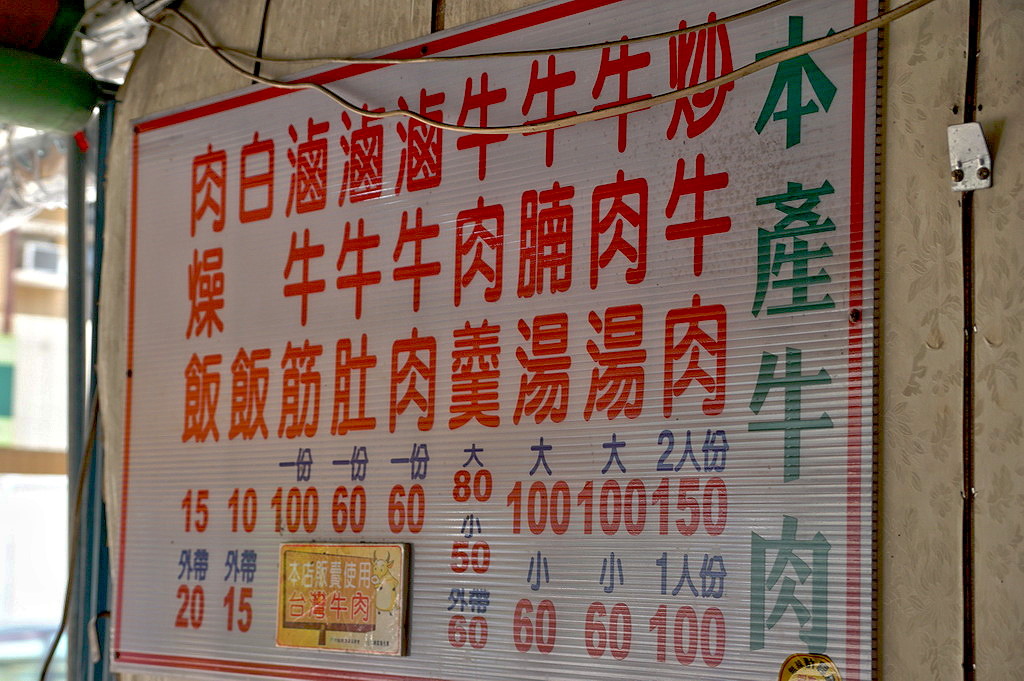 本產牛肉
炒牛肉
2人份
150
1人份
100
牛肉湯
大
100
小
60
牛腩湯
大
100
小
60
牛肉羹
大
80
小
50
外帶
60
滷牛肉
一份
60
滷牛肚
一份
60
滷牛筋
一份
100
白飯
10
外帶
15
肉燥飯
15
外帶
20
本店販賣使用
台灣牛肉